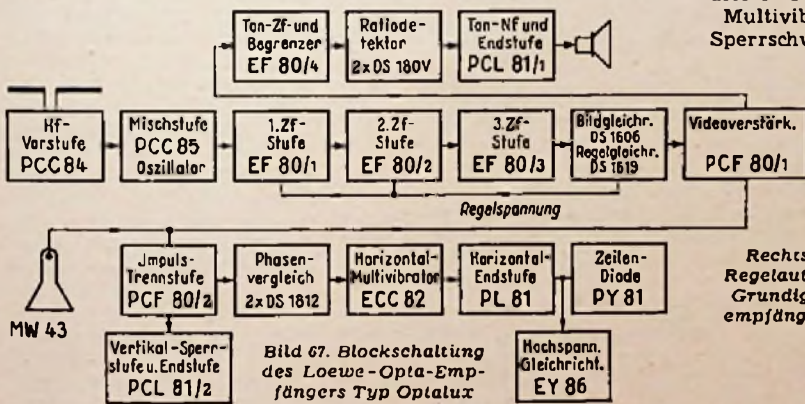 Ton-Zf-und
Begrenzer
EF 80/4
Ratiode-
tektor
2x DS 180V
Ton-Nf und
Endstufe
PCL 81/1
Multivib
Sperrschw
Hf-
Vorstufe
PCC 84
Mischstufe
PCC 85
Oszillator
1. Zf-
Stufe
EF 80/1
2. Zf-
Stufe
EF 80/2
3. Zf-
Stufe
EF 80/3
Bildgleichr.
DS 1606
Regelgleichr.
DS 1619
Videoverstärk.
PCF 80/1
Regelspannung
MW 43
Jmpuls-
Trennstufe
PCF 80/2
Phasen-
vergleich
2x DS 1812
Horizontal-
Multivibrator
ECC 82
Horizontal-
Endstufe
PL 81
Zeilen-
Diode
PY 81
Rechts
Regelaut
Grundig
empfäng
Vertikal-Sperr-
stufe u. Endstufe
PCL 81/2
Bild 67. Blockschaltung
des Loewe-Opta-Emp-
fängers Typ Optalux
Hochspann.
Gleichricht.
EY 86